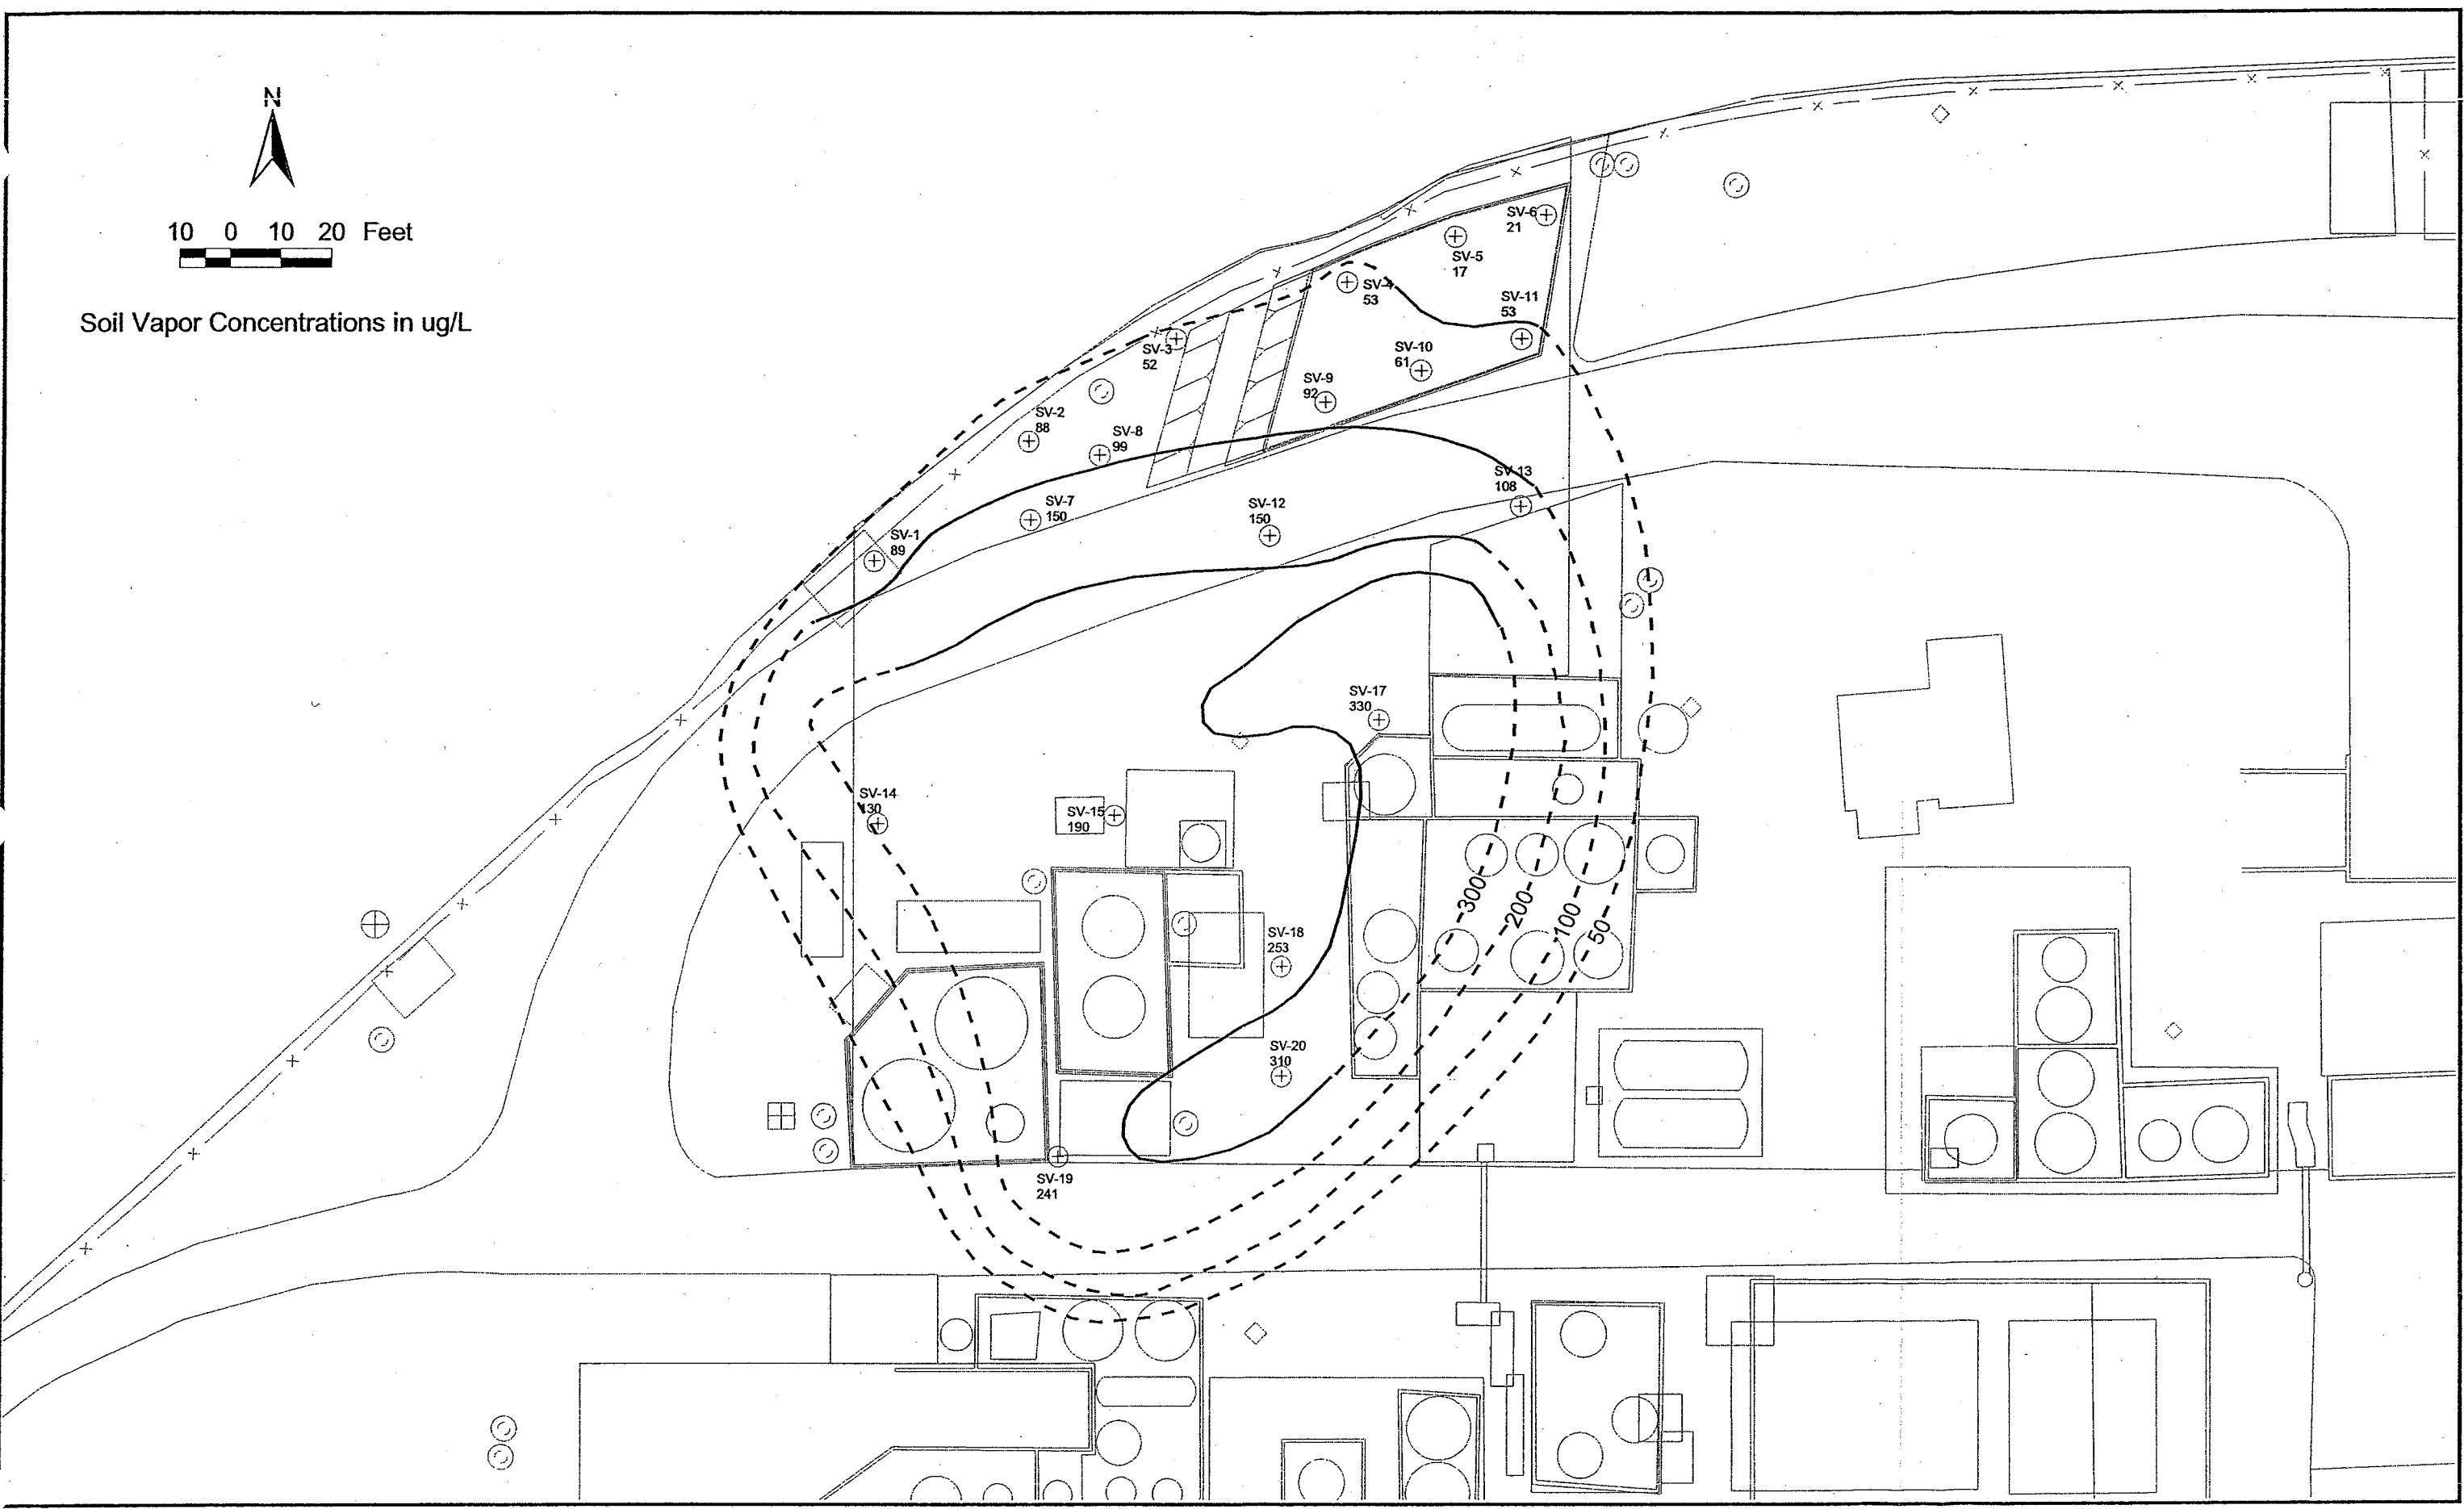 N
10 0 10 20 Feet
Soil Vapor Concentrations in ug/L
SV-6
21
SV-5
17
SV-4
53
SV-11
53
SV-3
52
SV-10
61
SV-9
92
SV-2
88
SV-8
99
SV-13
108
SV-7
150
SV-12
150
SV-1
89
SV-17
330
SV-14
130
SV-15
190
300
200
100
50
SV-18
253
SV-20
310
SV-19
241